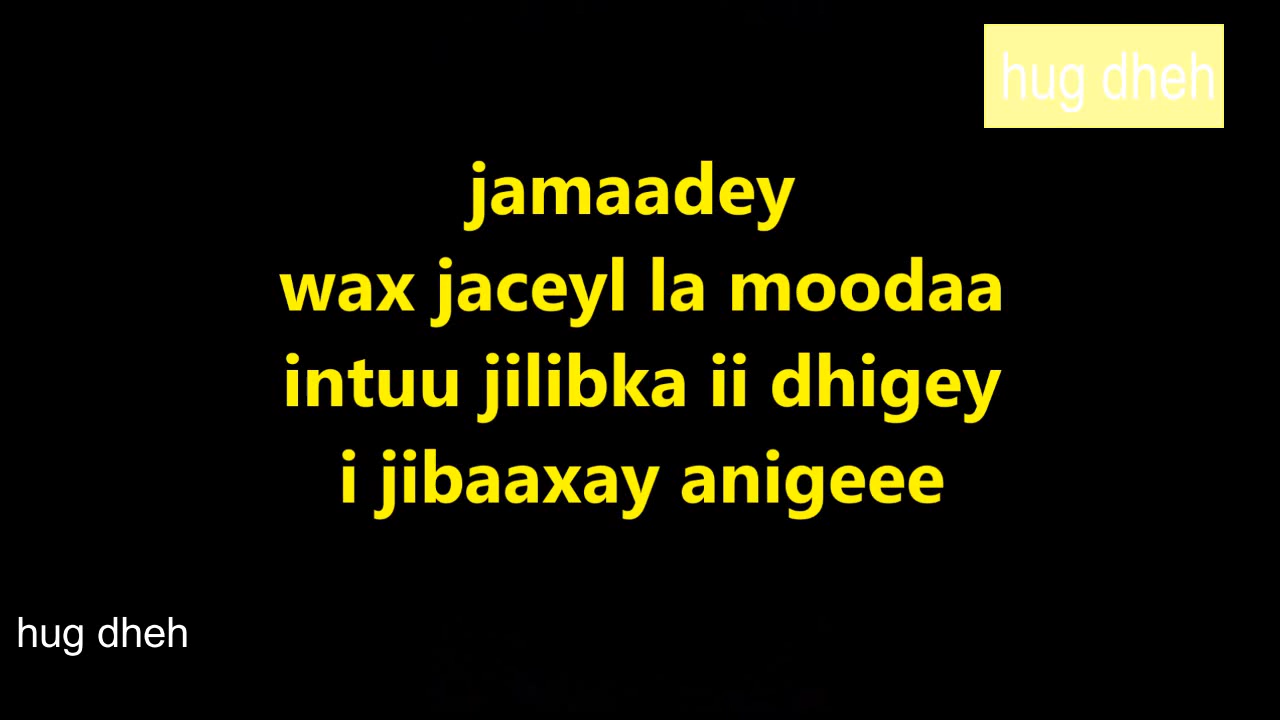 hug dheh
jamaadey
wax jaceyl la moodaa
intuu jilibka ii dhigey
i jibaaxay anigeee
hug dheh